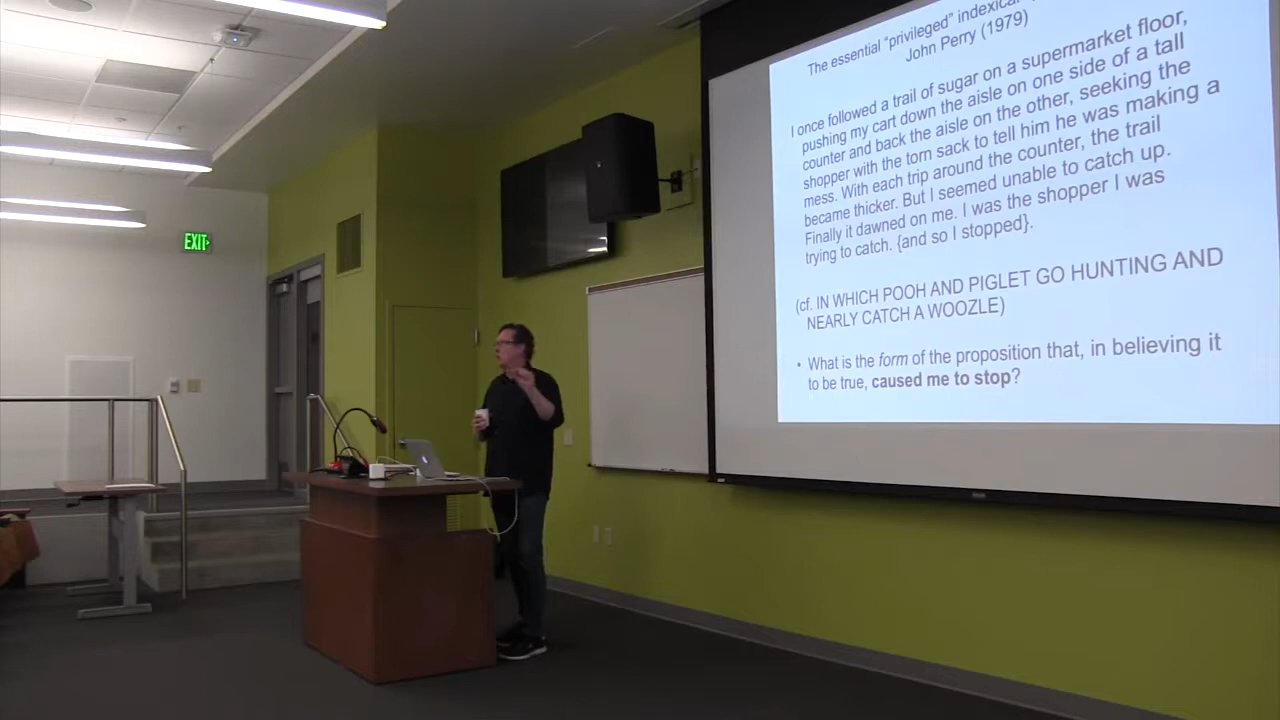 The essential "privileged" indexical
John Perry (1979)
I once followed a trail of sugar on a supermarket floor,
pushing my cart down the aisle on one side of a tall
counter and back the aisle on the other, seeking the
shopper with the torn sack to tell him he was making a
mess. With each trip around the counter, the trail
became thicker. But I seemed unable to catch up.
Finally it dawned on me. I was the shopper I was
trying to catch. {and so I stopped}.
(cf. IN WHICH POOH AND PIGLET GO HUNTING AND
NEARLY CATCH A WOOZLE)
• What is the form of the proposition that, in believing it
to be true, caused me to stop?
EXIT